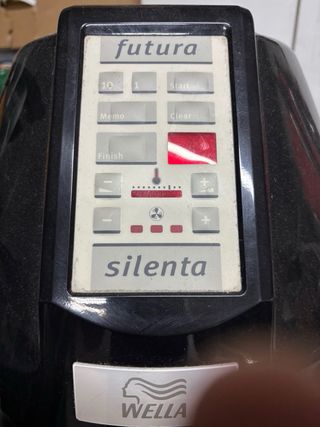 futura
10 1 Start
Memo Clear
Finish
− +
− +
silenta
WELLA